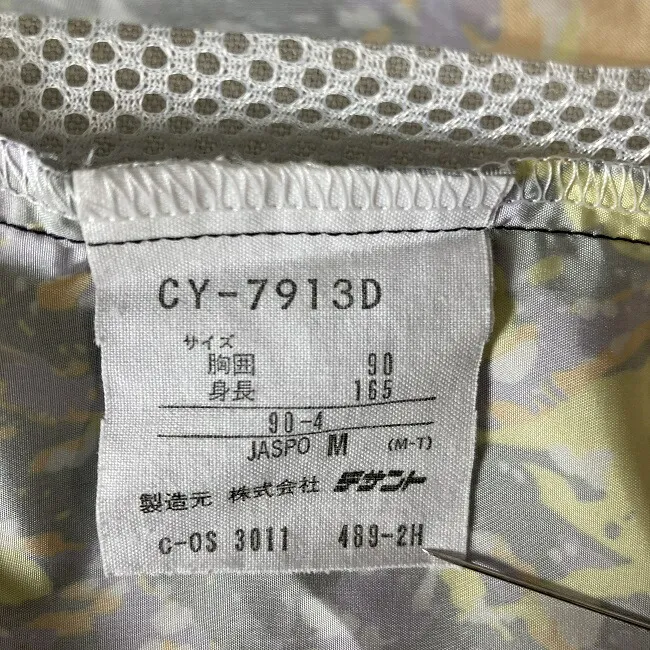 CY-7913D
サイズ
胸囲 90
身長 165
90-4
JASPO M (M-T)
製造元 株式会社 デサント
C-OS 3011 489-2H